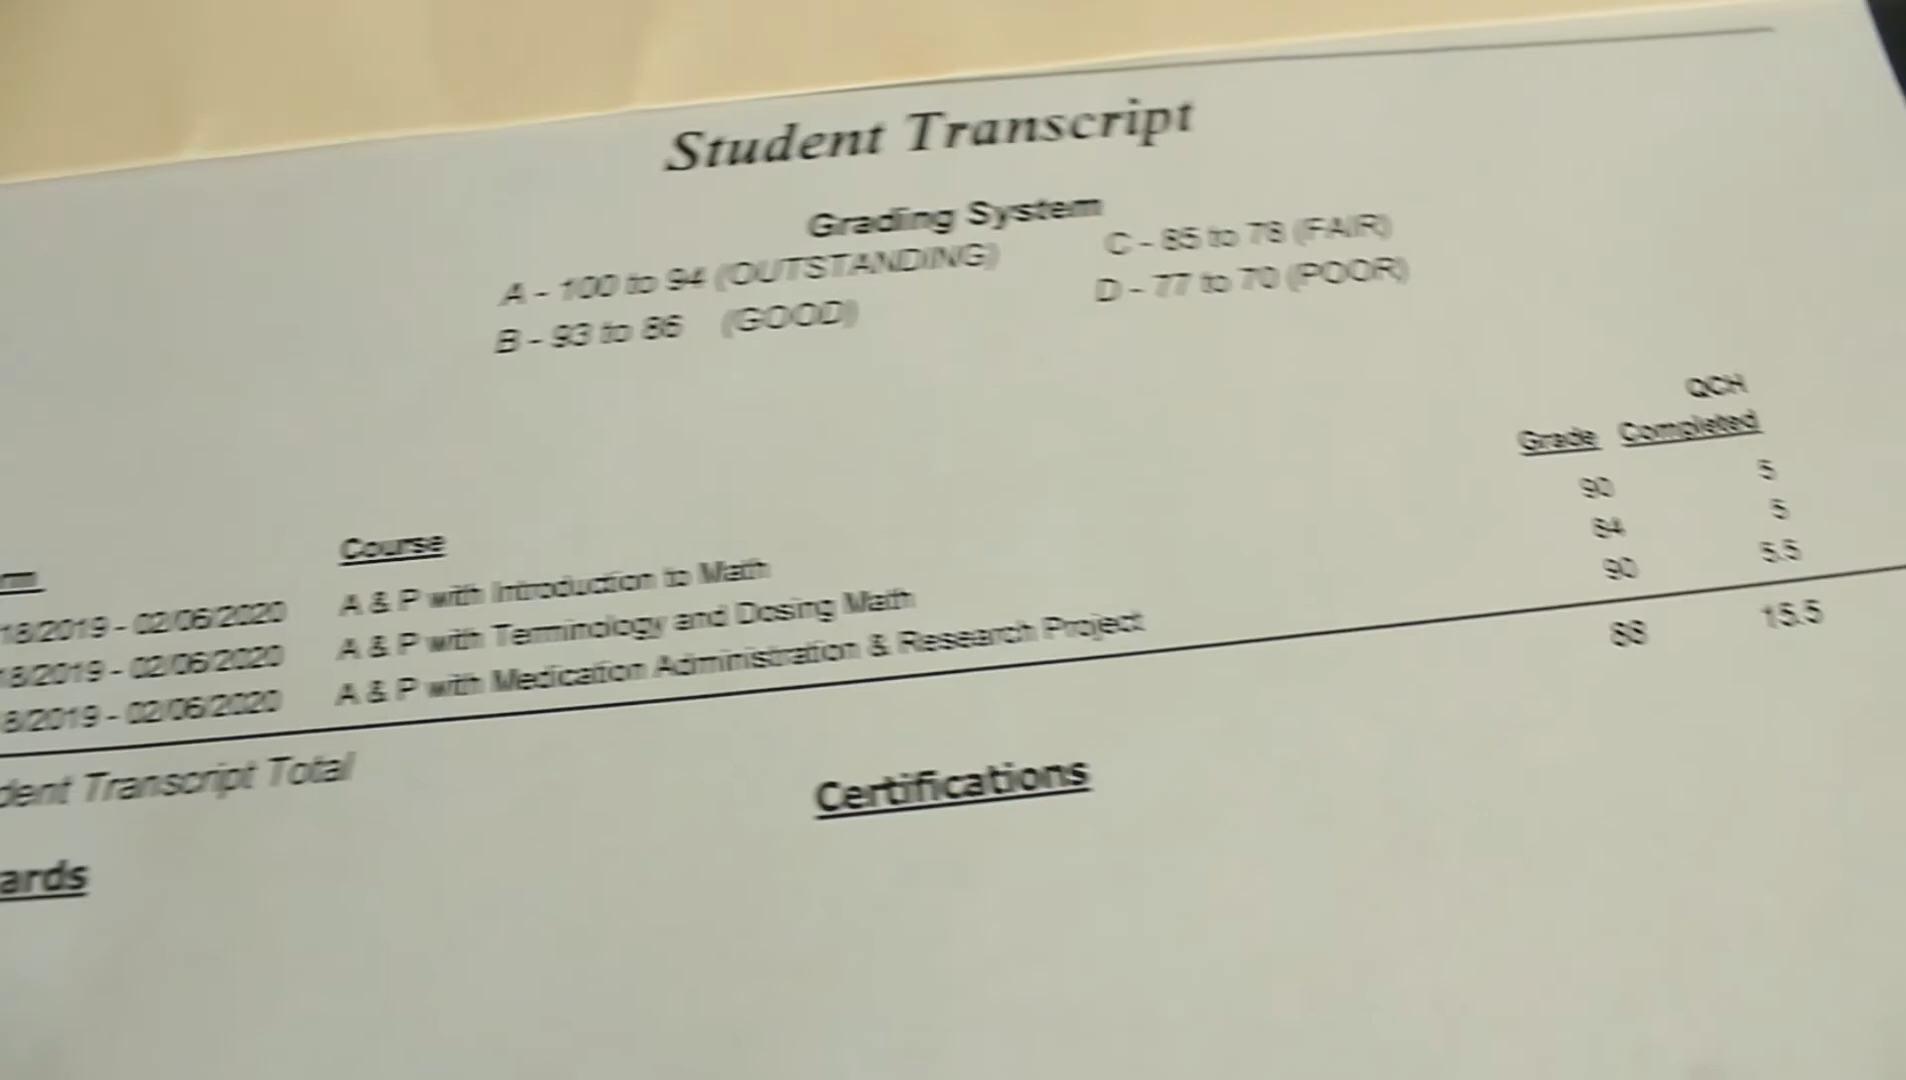 Student Transcript
Grading System
A - 100 to 94 (OUTSTANDING) C - 85 to 78 (FAIR)
B - 93 to 86 (GOOD) D - 77 to 70 (POOR)
QCH
rm Course Grade Completed
18/2019 - 02/06/2020 A & P with Introduction to Math 90 5
18/2019 - 02/06/2020 A & P with Terminology and Dosing Math 84 5
8/2019 - 02/06/2020 A & P with Medication Administration & Research Project 90 5.5
dent Transcript Total 88 15.5
ards Certifications